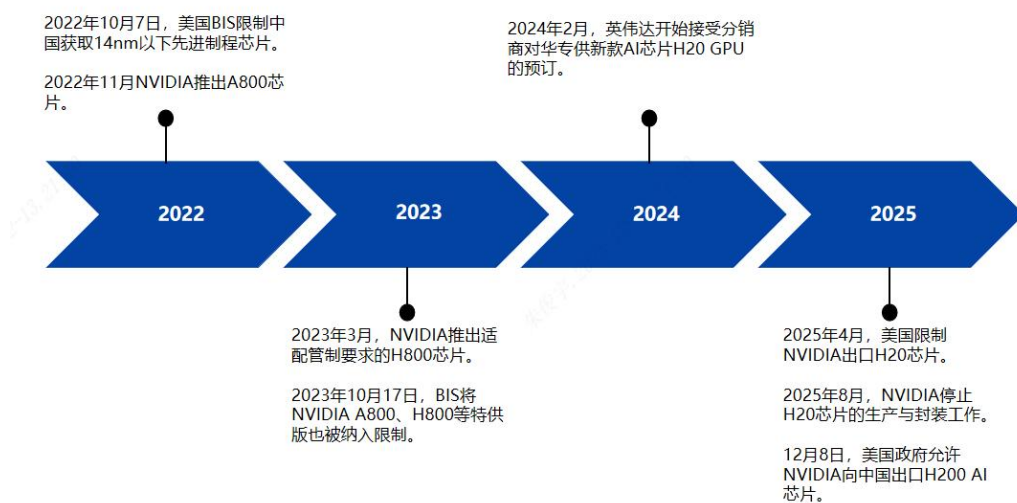 2022年10月7日，美国BIS限制中
国获取14nm以下先进制程芯片。
2022年11月NVIDIA推出A800芯
片。
2024年2月，英伟达开始接受分销
商对华专供新款AI芯片H20 GPU
的预订。
2022
2023
2024
2025
2023年3月，NVIDIA推出适
配管制要求的H800芯片。
2023年10月17日，BIS将
NVIDIA A800、H800等特供
版也被纳入限制。
2025年4月，美国限制
NVIDIA出口H20芯片。
2025年8月，NVIDIA停止
H20芯片的生产与封装工作。
12月8日，美国政府允许
NVIDIA向中国出口H200 AI
芯片。